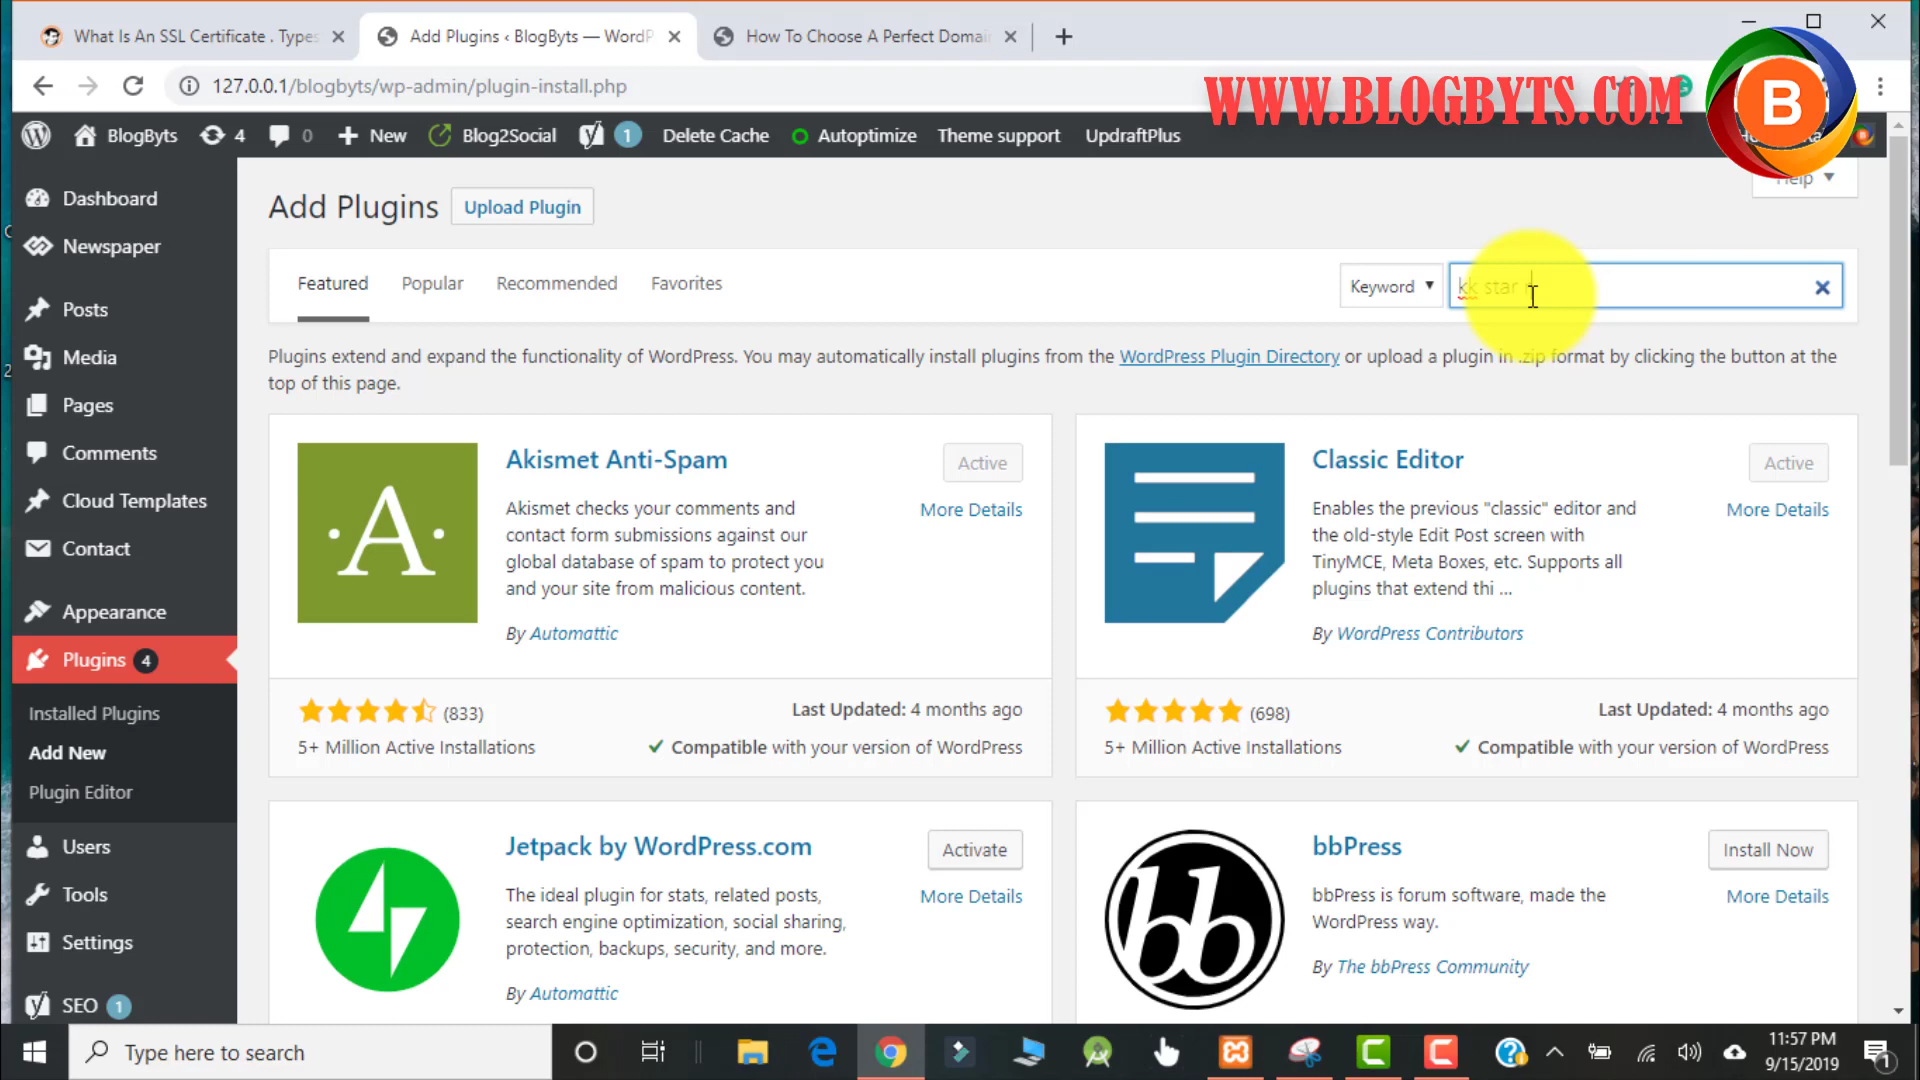 What Is An SSL Certificate . Types
Add Plugins ‹ BlogByts — WordP
How To Choose A Perfect Domai
127.0.0.1/blogbyts/wp-admin/plugin-install.php
WWW.BLOGBYTS.COM
B
BlogByts
4
0
New
Blog2Social
1
Delete Cache
Autoptimize
Theme support
UpdraftPlus
Help
Dashboard
Newspaper
Posts
Media
Pages
Comments
Cloud Templates
Contact
Appearance
Plugins 4
Installed Plugins
Add New
Plugin Editor
Users
Tools
Settings
SEO 1
Add Plugins
Upload Plugin
Featured
Popular
Recommended
Favorites
Keyword
kk star
Plugins extend and expand the functionality of WordPress. You may automatically install plugins from the WordPress Plugin Directory or upload a plugin in .zip format by clicking the button at the
top of this page.
A
Akismet Anti-Spam
Active
More Details
Akismet checks your comments and
contact form submissions against our
global database of spam to protect you
and your site from malicious content.
By Automattic
(833)
Last Updated: 4 months ago
5+ Million Active Installations
Compatible with your version of WordPress
Classic Editor
Active
More Details
Enables the previous "classic" editor and
the old-style Edit Post screen with
TinyMCE, Meta Boxes, etc. Supports all
plugins that extend thi ...
By WordPress Contributors
(698)
Last Updated: 4 months ago
5+ Million Active Installations
Compatible with your version of WordPress
Jetpack by WordPress.com
Activate
More Details
The ideal plugin for stats, related posts,
search engine optimization, social sharing,
protection, backups, security, and more.
By Automattic
bb
bbPress
Install Now
More Details
bbPress is forum software, made the
WordPress way.
By The bbPress Community
Type here to search
11:57 PM
9/15/2019
1